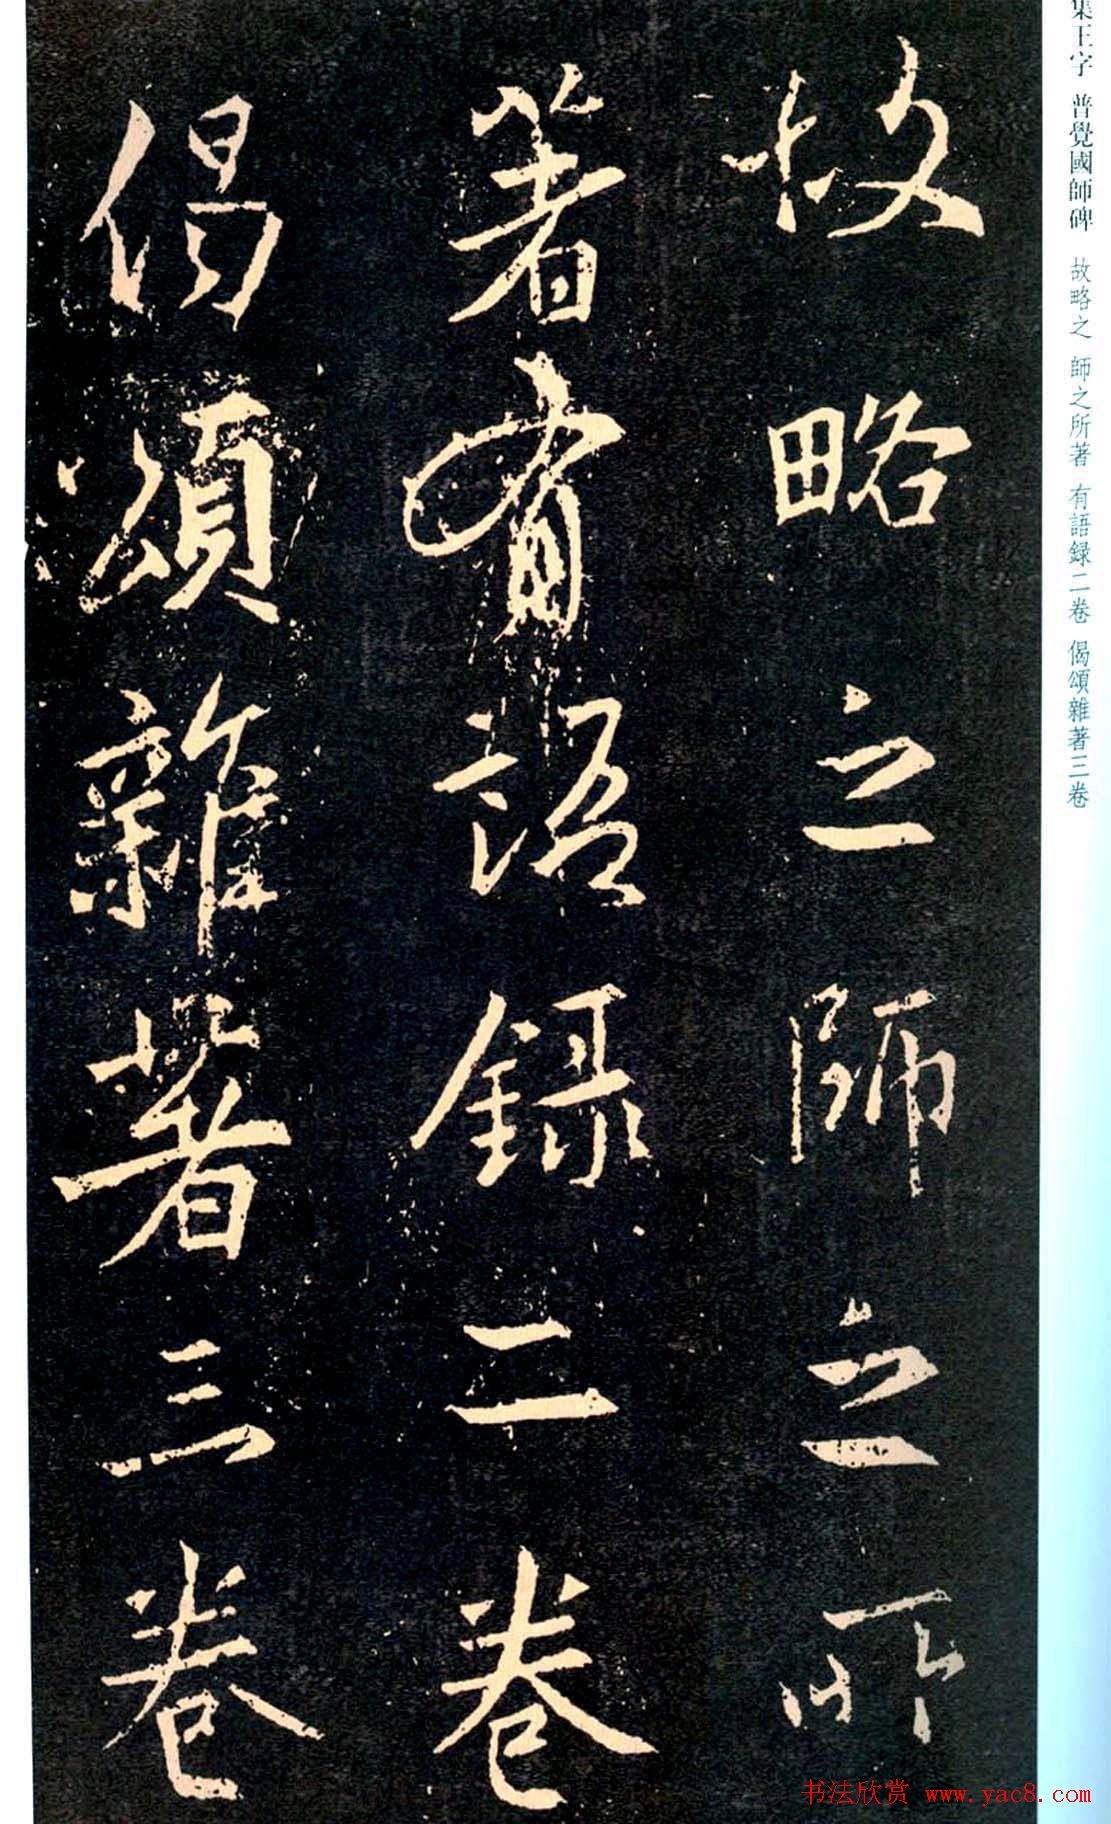 故略之師之所
著有語録二卷
偈頌雜著三卷
集王字 普覺國師碑 故略之 師之所著 有語録二卷 偈頌雜著三卷
书法欣赏 www.yac8.com